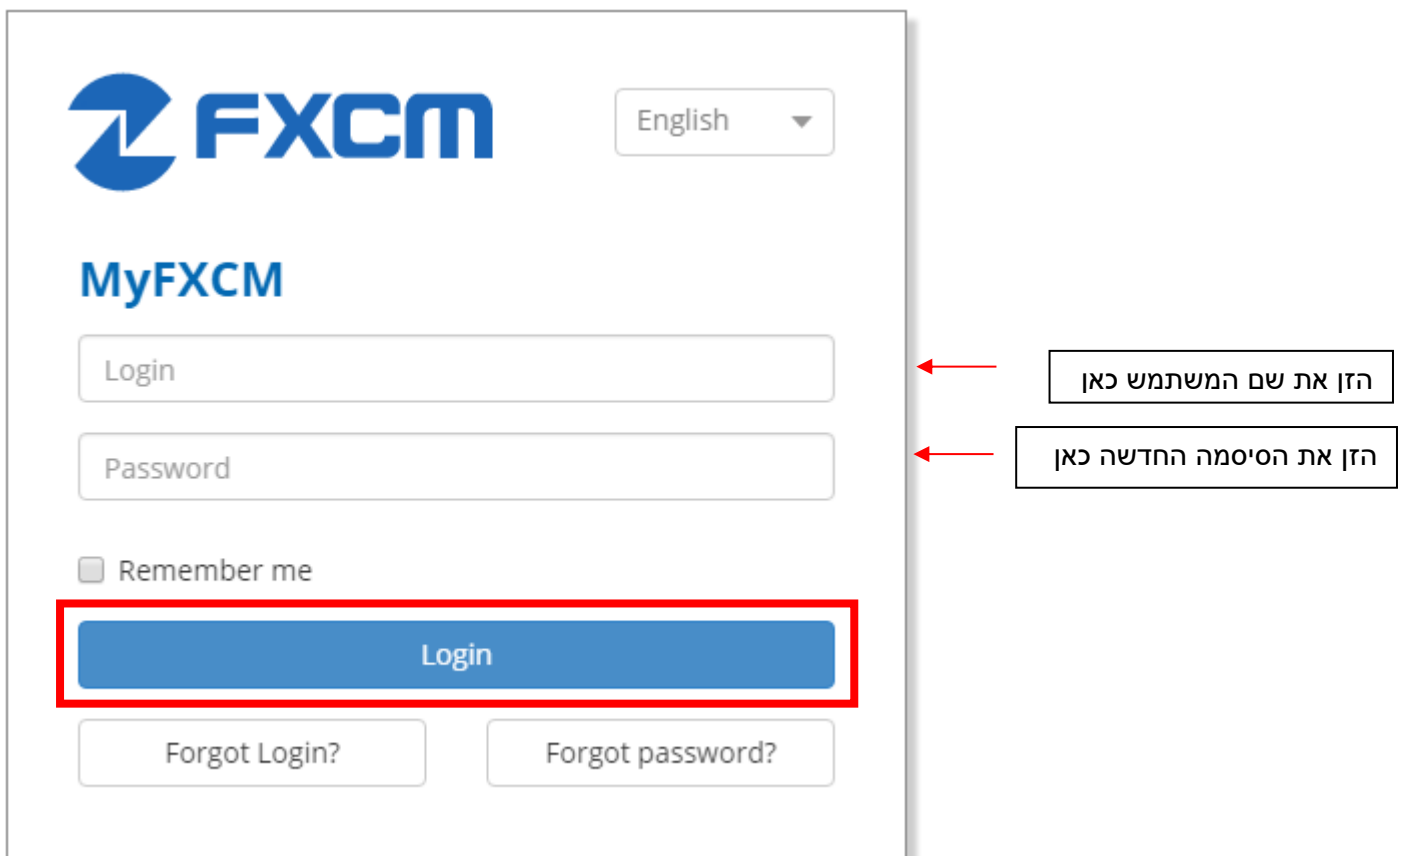 FXCM
English
MyFXCM
Login
הזן את שם המשתמש כאן
Password
הזן את הסיסמה החדשה כאן
Remember me
Login
Forgot Login?
Forgot password?